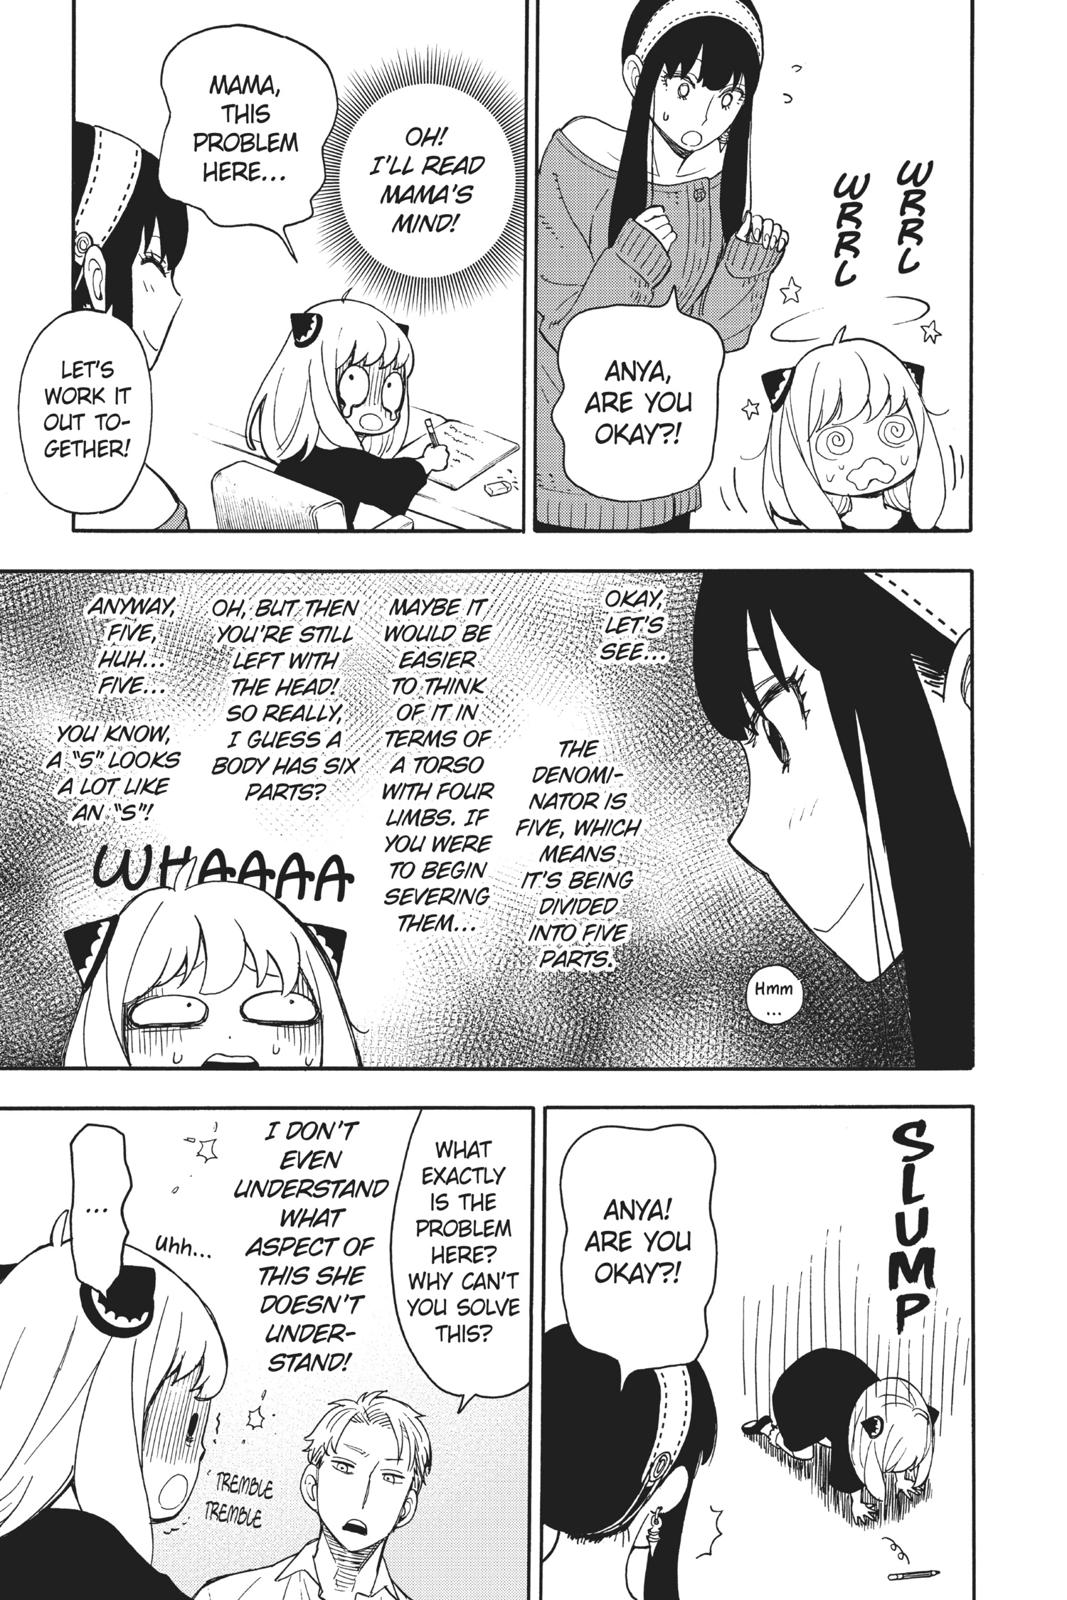 WRRL
WRRL
ANYA,
ARE YOU
OKAY?!
OH!
I'LL READ
MAMA'S
MIND!
MAMA,
THIS
PROBLEM
HERE...
LET'S
WORK IT
OUT TO-
GETHER!
OKAY,
LET'S
SEE...
THE
DENOMI-
NATOR IS
FIVE, WHICH
MEANS
IT'S BEING
DIVIDED
INTO FIVE
PARTS.
Hmm
...
MAYBE IT
WOULD BE
EASIER
TO THINK
OF IT IN
TERMS OF
A TORSO
WITH FOUR
LIMBS. IF
YOU WERE
TO BEGIN
SEVERING
THEM...
OH, BUT THEN
YOU'RE STILL
LEFT WITH
THE HEAD!
SO REALLY,
I GUESS A
BODY HAS SIX
PARTS?
ANYWAY,
FIVE,
HUH...
FIVE...
YOU KNOW,
A "5" LOOKS
A LOT LIKE
AN "S"!
WHAAAAA
SLUMP
ANYA!
ARE YOU
OKAY?!
WHAT
EXACTLY
IS THE
PROBLEM
HERE?
WHY CAN'T
YOU SOLVE
THIS?
I DON'T
EVEN
UNDERSTAND
WHAT
ASPECT OF
THIS SHE
DOESN'T
UNDER-
STAND!
...
Uhh...
TREMBLE
TREMBLE